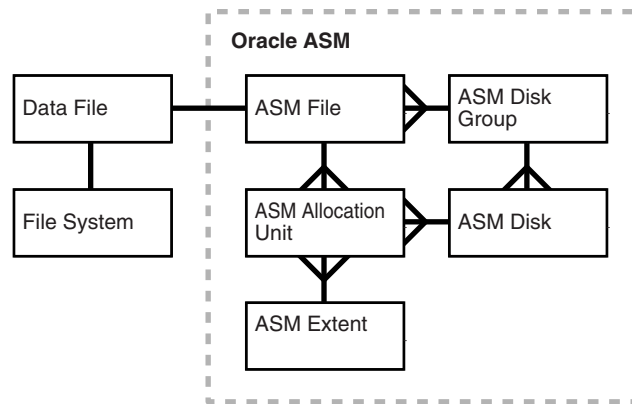 Oracle ASM
Data File
ASM File
ASM Disk
Group
File System
ASM Allocation
Unit
ASM Disk
ASM Extent